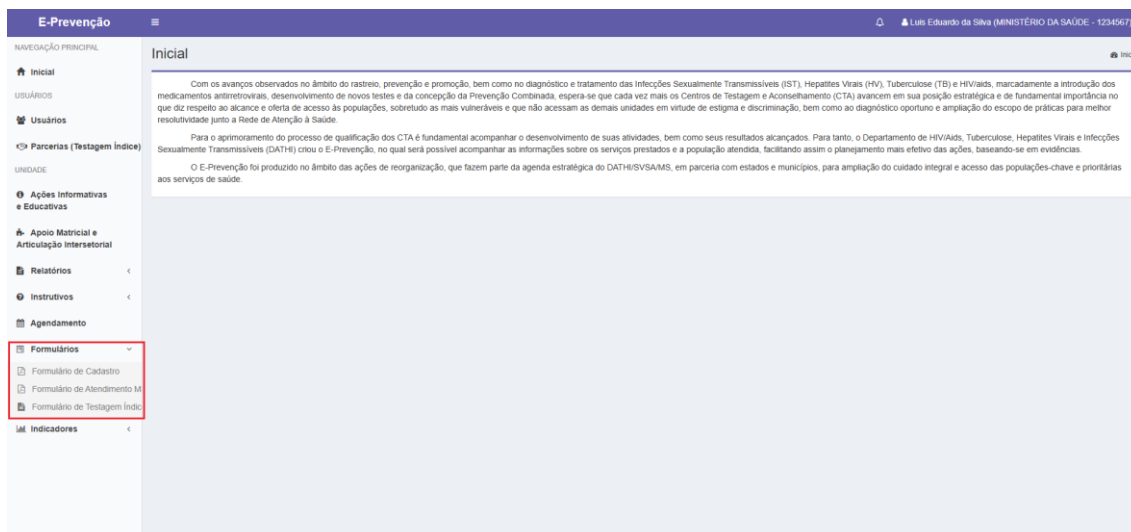 E-Prevenção
Luis Eduardo da Silva (MINISTÉRIO DA SAÚDE - 1234567)
NAVEGAÇÃO PRINCIPAL
Inicial
USUÁRIOS
Usuários
Parcerias (Testagem Índice)
UNIDADE
Ações Informativas
e Educativas
Apoio Matricial e
Articulação Intersetorial
Relatórios
Instrutivos
Agendamento
Formulários
Formulário de Cadastro
Formulário de Atendimento M
Formulário de Testagem Índic
Indicadores
Inicial
Iníc
Com os avanços observados no âmbito do rastreio, prevenção e promoção, bem como no diagnóstico e tratamento das Infecções Sexualmente Transmissíveis (IST), Hepatites Virais (HV), Tuberculose (TB) e HIV/aids, marcadamente a introdução dos
medicamentos antirretrovirais, desenvolvimento de novos testes e da concepção da Prevenção Combinada, espera-se que cada vez mais os Centros de Testagem e Aconselhamento (CTA) avancem em sua posição estratégica e de fundamental importância no
que diz respeito ao alcance e oferta de acesso às populações, sobretudo as mais vulneráveis e que não acessam as demais unidades em virtude de estigma e discriminação, bem como ao diagnóstico oportuno e ampliação do escopo de práticas para melhor
resolutividade junto a Rede de Atenção à Saúde.
Para o aprimoramento do processo de qualificação dos CTA é fundamental acompanhar o desenvolvimento de suas atividades, bem como seus resultados alcançados. Para tanto, o Departamento de HIV/Aids, Tuberculose, Hepatites Virais e Infecções
Sexualmente Transmissíveis (DATHI) criou o E-Prevenção, no qual será possível acompanhar as informações sobre os serviços prestados e a população atendida, facilitando assim o planejamento mais efetivo das ações, baseando-se em evidências.
O E-Prevenção foi produzido no âmbito das ações de reorganização, que fazem parte da agenda estratégica do DATHI/SVSA/MS, em parceria com estados e municípios, para ampliação do cuidado integral e acesso das populações-chave e prioritárias
aos serviços de saúde.